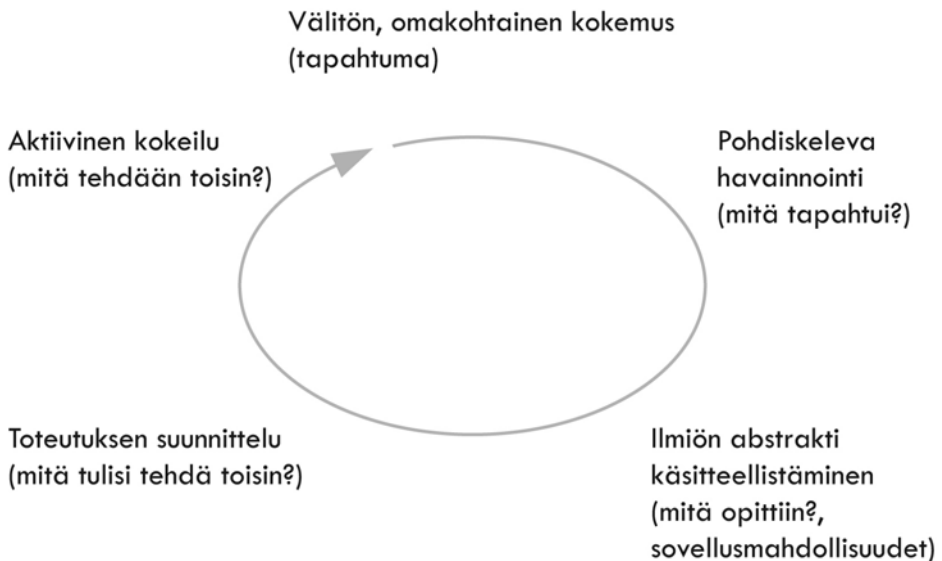 Välitön, omakohtainen kokemus
(tapahtuma)
Pohdiskeleva
havainnointi
(mitä tapahtui?)
Ilmiön abstrakti
käsitteellistäminen
(mitä opittiin?,
sovellusmahdollisuudet)
Toteutuksen suunnittelu
(mitä tulisi tehdä toisin?)
Aktiivinen kokeilu
(mitä tehdään toisin?)